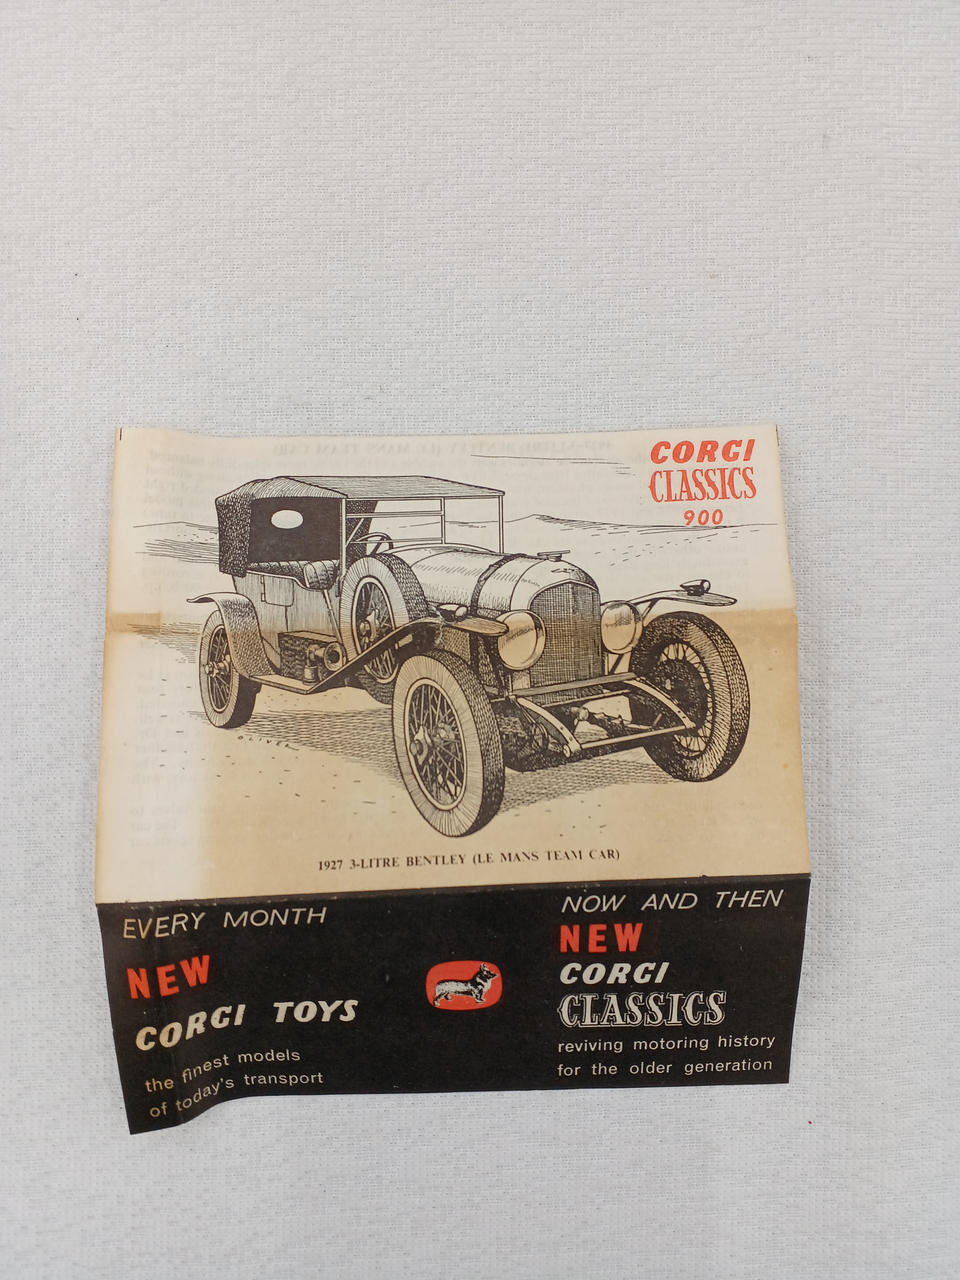 CORGI
CLASSICS
900
OLIVER
1927 3-LITRE BENTLEY (LE MANS TEAM CAR)
EVERY MONTH
NEW
CORGI TOYS
the finest models
of today's transport
NOW AND THEN
NEW
CORGI
CLASSICS
reviving motoring history
for the older generation